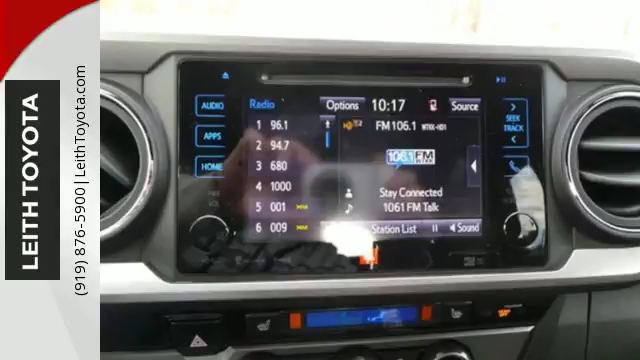 LEITH TOYOTA
(919) 876-5900 | LeithToyota.com
AUDIO
APPS
HOME
Radio
Options
10:17
Source
1 96.1
2 94.7
3 680
4 1000
5 001
6 009
FM 106.1 WTKK-HD1
106.1 FM
Stay Connected
1061 FM Talk
Station List
Sound
SEEK
TRACK